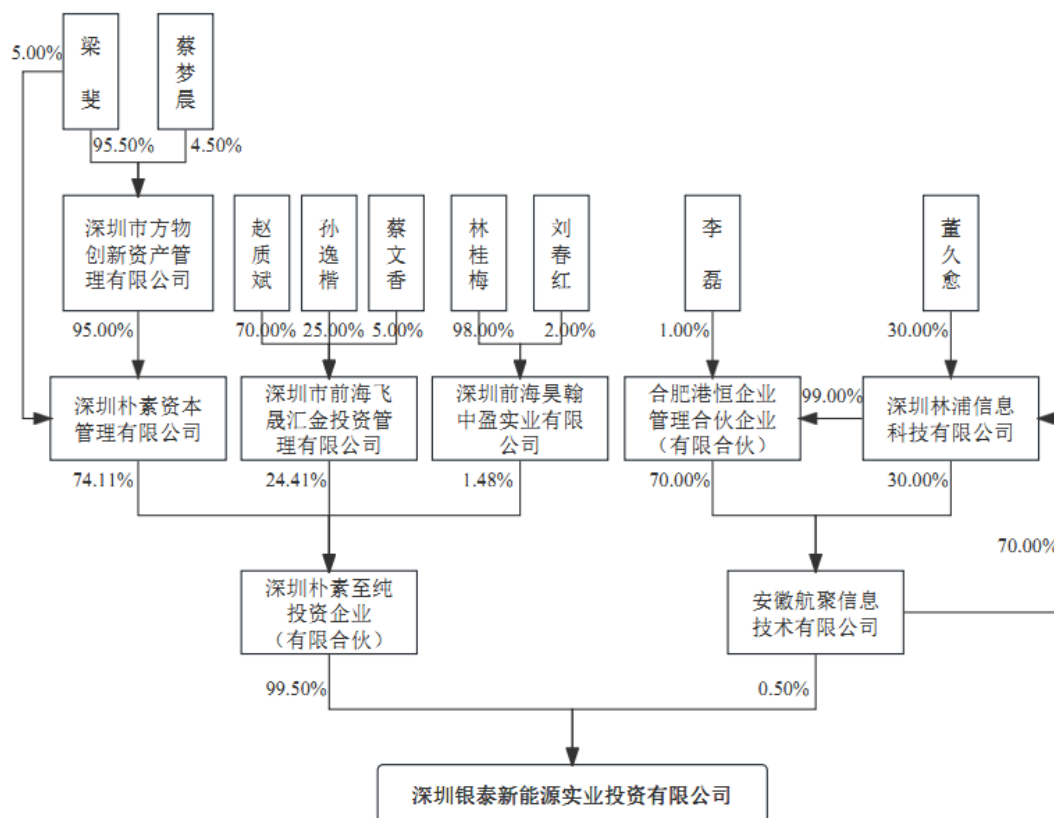 梁斐
蔡梦晨
5.00%
95.50%
4.50%
深圳市方物
创新资产管
理有限公司
赵质斌
孙逸楷
蔡文香
林桂梅
刘春红
李磊
董久愈
95.00%
70.00%
25.00%
5.00%
98.00%
2.00%
1.00%
30.00%
深圳朴素资本
管理有限公司
深圳市前海飞
晟汇金投资管
理有限公司
深圳前海昊翰
中盈实业有限
公司
合肥港恒企业
管理合伙企业
（有限合伙）
99.00%
深圳林浦信息
科技有限公司
74.11%
24.41%
1.48%
70.00%
30.00%
70.00%
深圳朴素至纯
投资企业
（有限合伙）
安徽航聚信息
技术有限公司
99.50%
0.50%
深圳银泰新能源实业投资有限公司